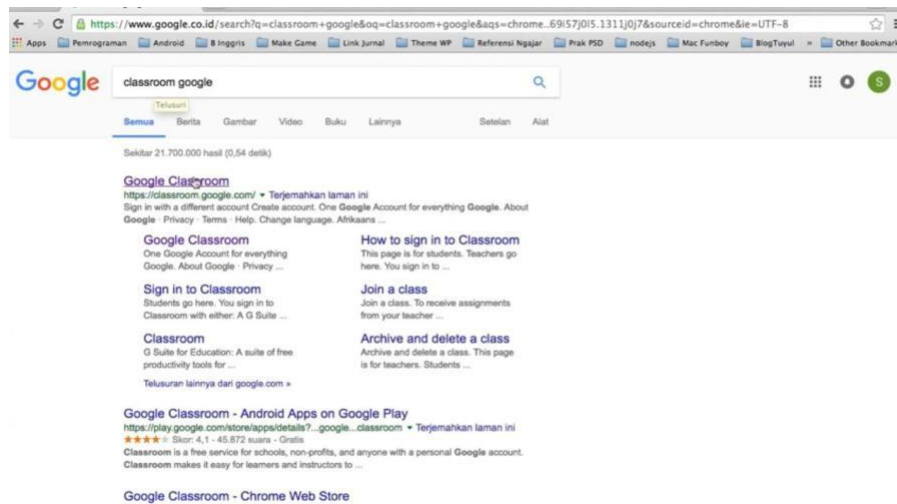 https://www.google.co.id/search?q=classroom+google&oq=classroom+google&aqs=chrome..69i57j0l5.1311j0j7&sourceid=chrome&ie=UTF-8
Apps Pemrograman Android B Inggris Make Game Link Jurnal Theme WP Referensi Ngajar Prak PSD nodejs Mac Funboy BlogTuyul » Other Bookmark
Google classroom google S
Telusuri
Semua Berita Gambar Video Buku Lainnya Setelan Alat
Sekitar 21.700.000 hasil (0,54 detik)
Google Classroom
https://classroom.google.com/ Terjemahkan laman ini
Sign in with a different account Create account. One Google Account for everything Google. About
Google · Privacy · Terms · Help. Change language. Afrikaans ...
Google Classroom
One Google Account for everything
Google. About Google · Privacy ...
How to sign in to Classroom
This page is for students. Teachers go
here. You sign in to ...
Sign in to Classroom
Students go here. You sign in to
Classroom with either: A G Suite ...
Join a class
Join a class. To receive assignments
from your teacher ...
Classroom
G Suite for Education: A suite of free
productivity tools for ...
Archive and delete a class
Archive and delete a class. This page
is for teachers. Students ...
Telusuran lainnya dari google.com »
Google Classroom - Android Apps on Google Play
https://play.google.com/store/apps/details?...google...classroom Terjemahkan laman ini
Skor: 4,1 - 45.872 suara - Gratis
Classroom is a free service for schools, non-profits, and anyone with a personal Google account.
Classroom makes it easy for learners and instructors to ...
Google Classroom - Chrome Web Store